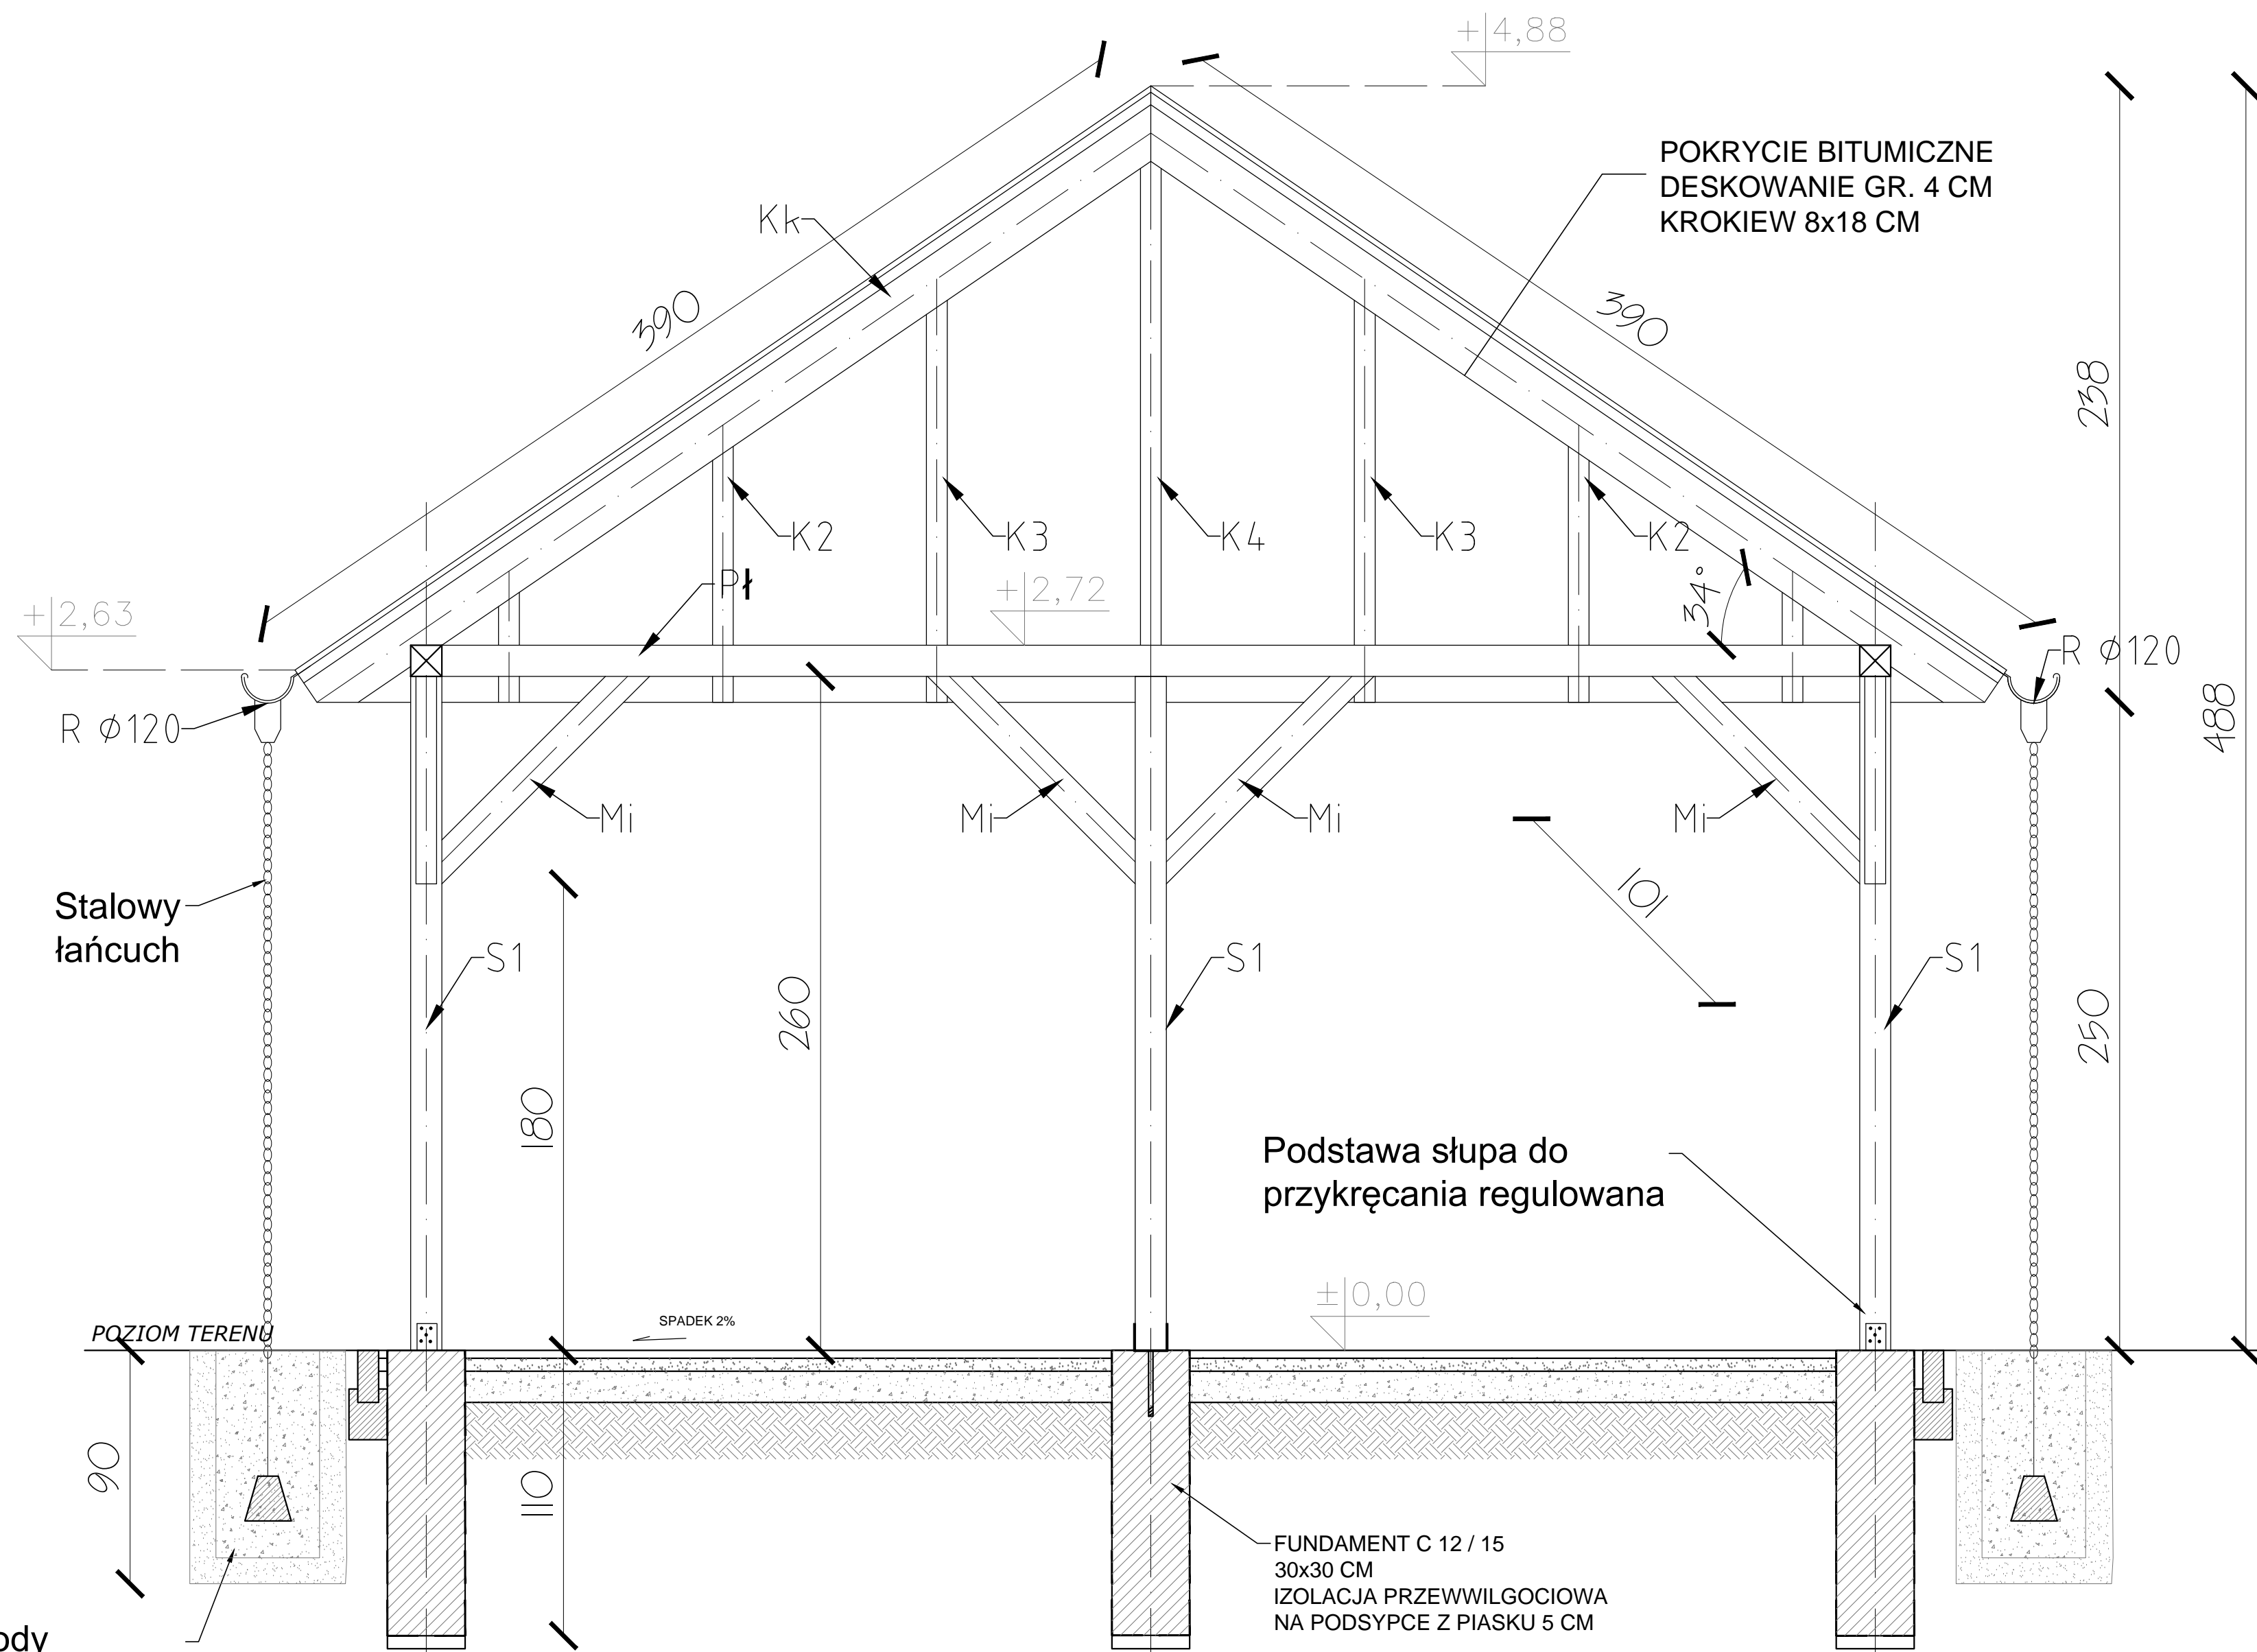 +4,88
POKRYCIE BITUMICZNE
DESKOWANIE GR. 4 CM
KROKIEW 8x18 CM
Kk
390
390
238
K2
K3
K4
K3
K2
Pł
+2,72
34°
+2,63
R ϕ120
R ϕ120
488
Mi
Mi
Mi
Mi
101
Stalowy
łańcuch
S1
S1
S1
260
250
180
Podstawa słupa do
przykręcania regulowana
±0,00
SPADEK 2%
POZIOM TERENU
90
110
FUNDAMENT C 12 / 15
30x30 CM
IZOLACJA PRZEWWILGOCIOWA
NA PODSYPCE Z PIASKU 5 CM
ody